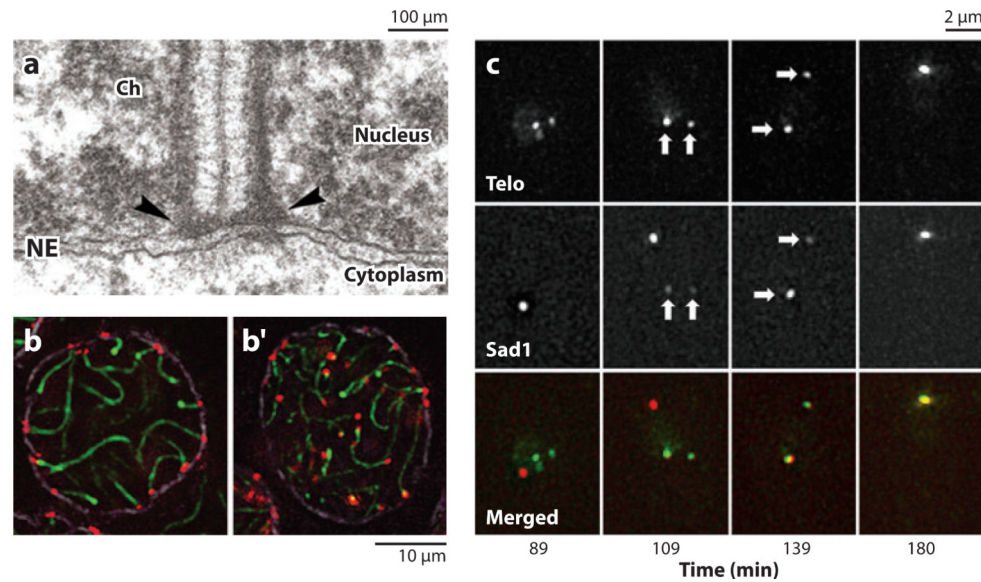 100 µm
2 µm
a
Ch
Nucleus
NE
Cytoplasm
b
b'
10 µm
c
Telo
Sad1
Merged
89
109
139
180
Time (min)